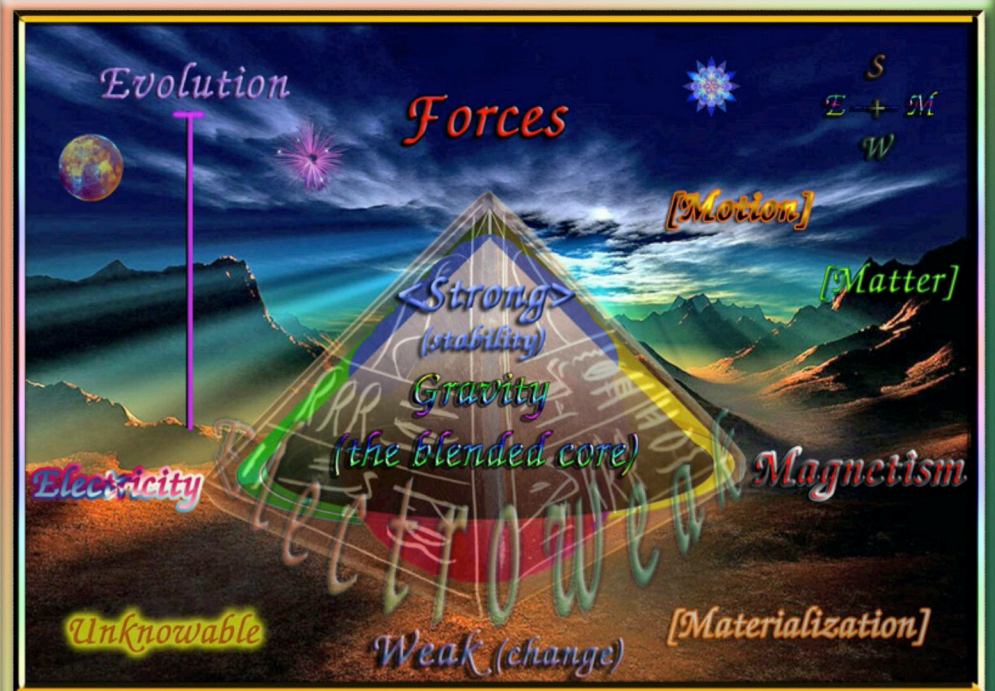 Evolution
Forces
S
E + M
W
[Motion]
[Matter]
<Strong>
(stability)
Gravity
(the blended core)
Electricity
Magnetism
Electroweak
Unknowable
[Materialization]
Weak (change)